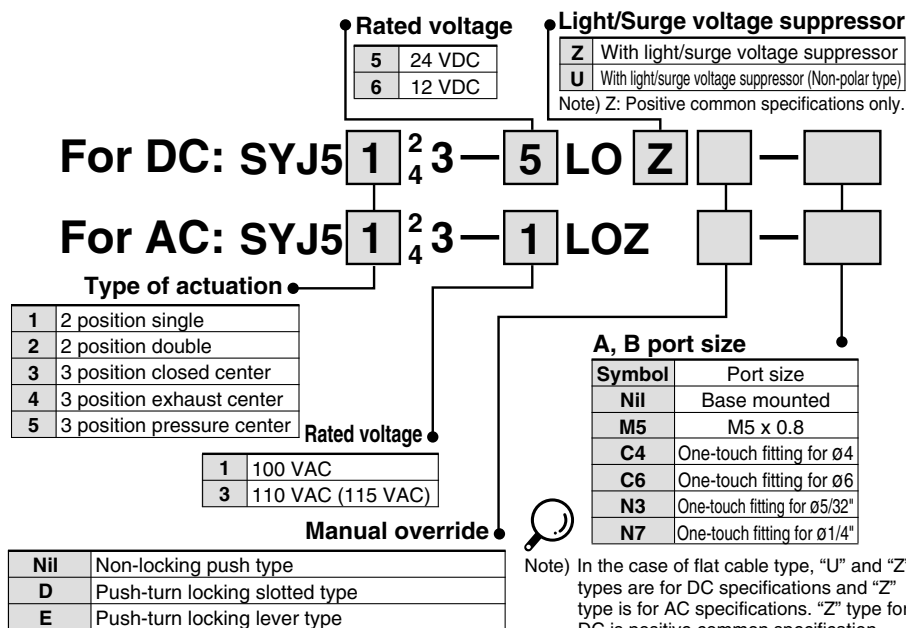 Rated voltage
5 24 VDC
6 12 VDC
Light/Surge voltage suppressor
Z With light/surge voltage suppressor
U With light/surge voltage suppressor (Non-polar type)
Note) Z: Positive common specifications only.
For DC: SYJ5 1 2 4 3 — 5 LO Z —
For AC: SYJ5 1 2 4 3 — 1 LOZ —
Type of actuation
1 2 position single
2 2 position double
3 3 position closed center
4 3 position exhaust center
5 3 position pressure center
Rated voltage
1 100 VAC
3 110 VAC (115 VAC)
A, B port size
Symbol Port size
Nil Base mounted
M5 M5 x 0.8
C4 One-touch fitting for ø4
C6 One-touch fitting for ø6
N3 One-touch fitting for ø5/32"
N7 One-touch fitting for ø1/4"
Manual override
Nil Non-locking push type
D Push-turn locking slotted type
E Push-turn locking lever type
Note) In the case of flat cable type, “U” and “Z”
types are for DC specifications and “Z”
type is for AC specifications. “Z” type for
DC is positive common specification